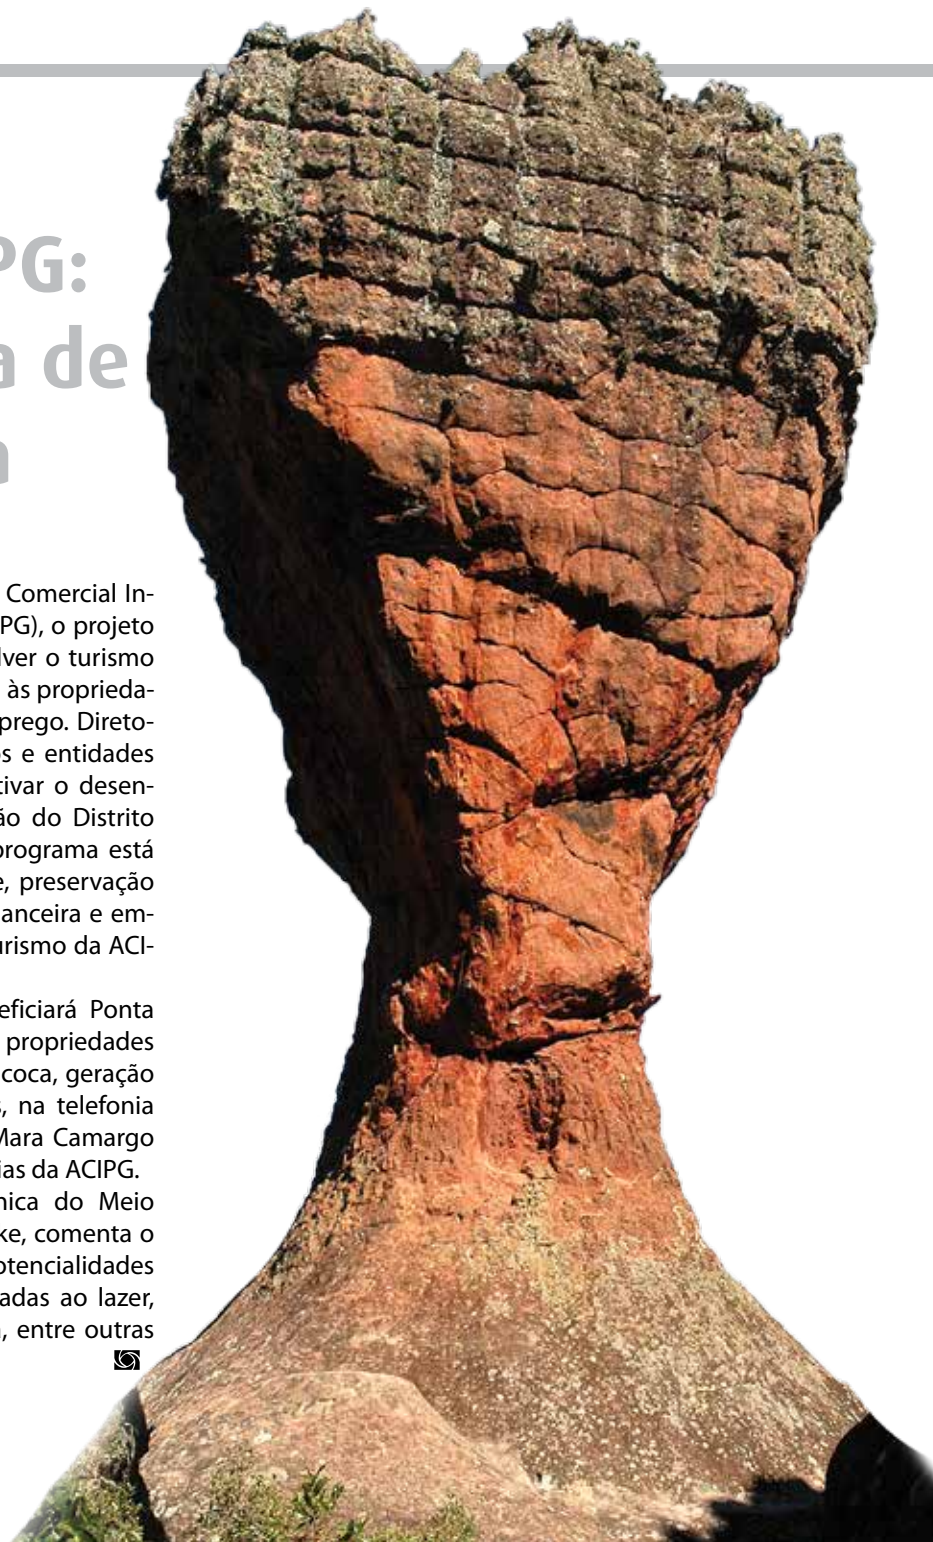 PG:
a de
a
Comercial In-
PG), o projeto
lver o turismo
às proprieda-
prego. Direto-
s e entidades
tivar o desen-
ão do Distrito
programa está
e, preservação
anceira e em-
urismo da ACI-
eficiará Ponta
propriedades
coca, geração
s, na telefonia
Mara Camargo
ias da ACIPG.
nica do Meio
ke, comenta o
otencialidades
adas ao lazer,
a, entre outras